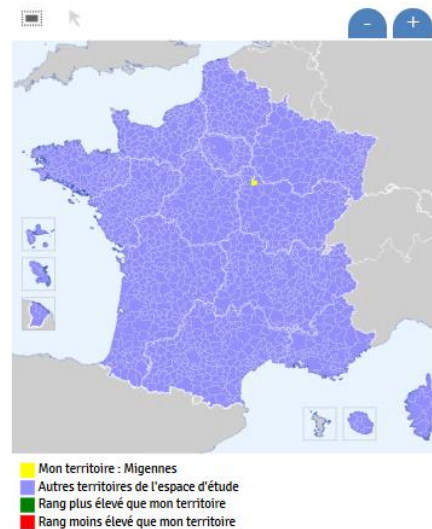 -
+
Mon territoire : Migennes
Autres territoires de l'espace d'étude
Rang plus élevé que mon territoire
Rang moins élevé que mon territoire